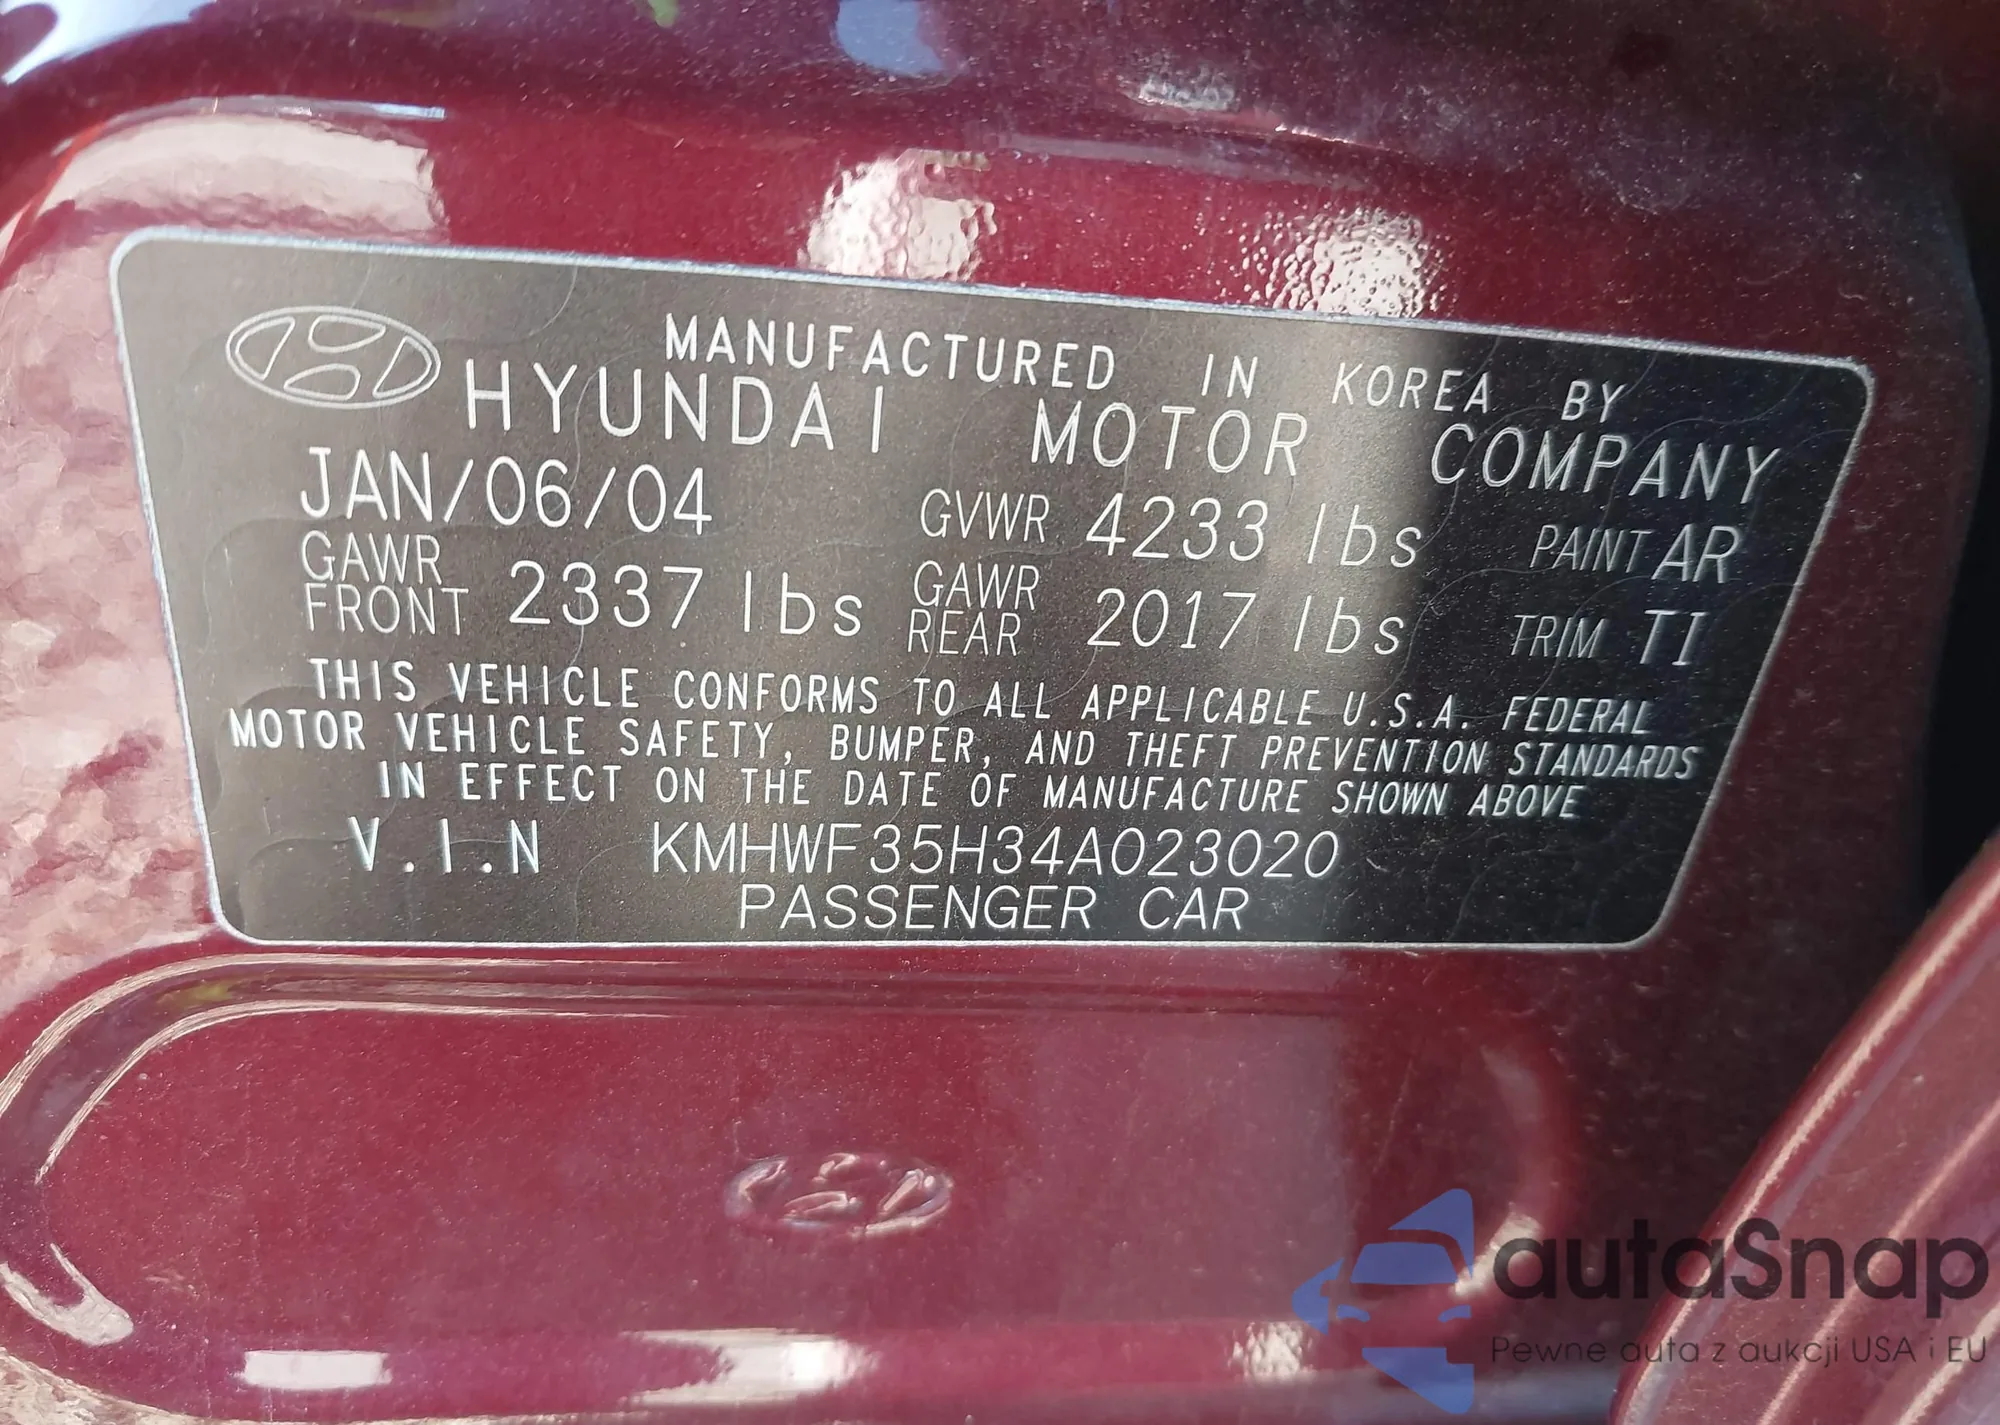 MANUFACTURED IN KOREA BY
HYUNDAI MOTOR COMPANY
JAN/06/04 GVWR 4233 lbs PAINT AR
GAWR FRONT 2337 lbs GAWR REAR 2017 lbs TRIM TI
THIS VEHICLE CONFORMS TO ALL APPLICABLE U.S.A. FEDERAL
MOTOR VEHICLE SAFETY, BUMPER, AND THEFT PREVENTION STANDARDS
IN EFFECT ON THE DATE OF MANUFACTURE SHOWN ABOVE
V.I.N KMHWF35H34A023020
PASSENGER CAR
autaSnap
Pewne auta z aukcji USA i EU